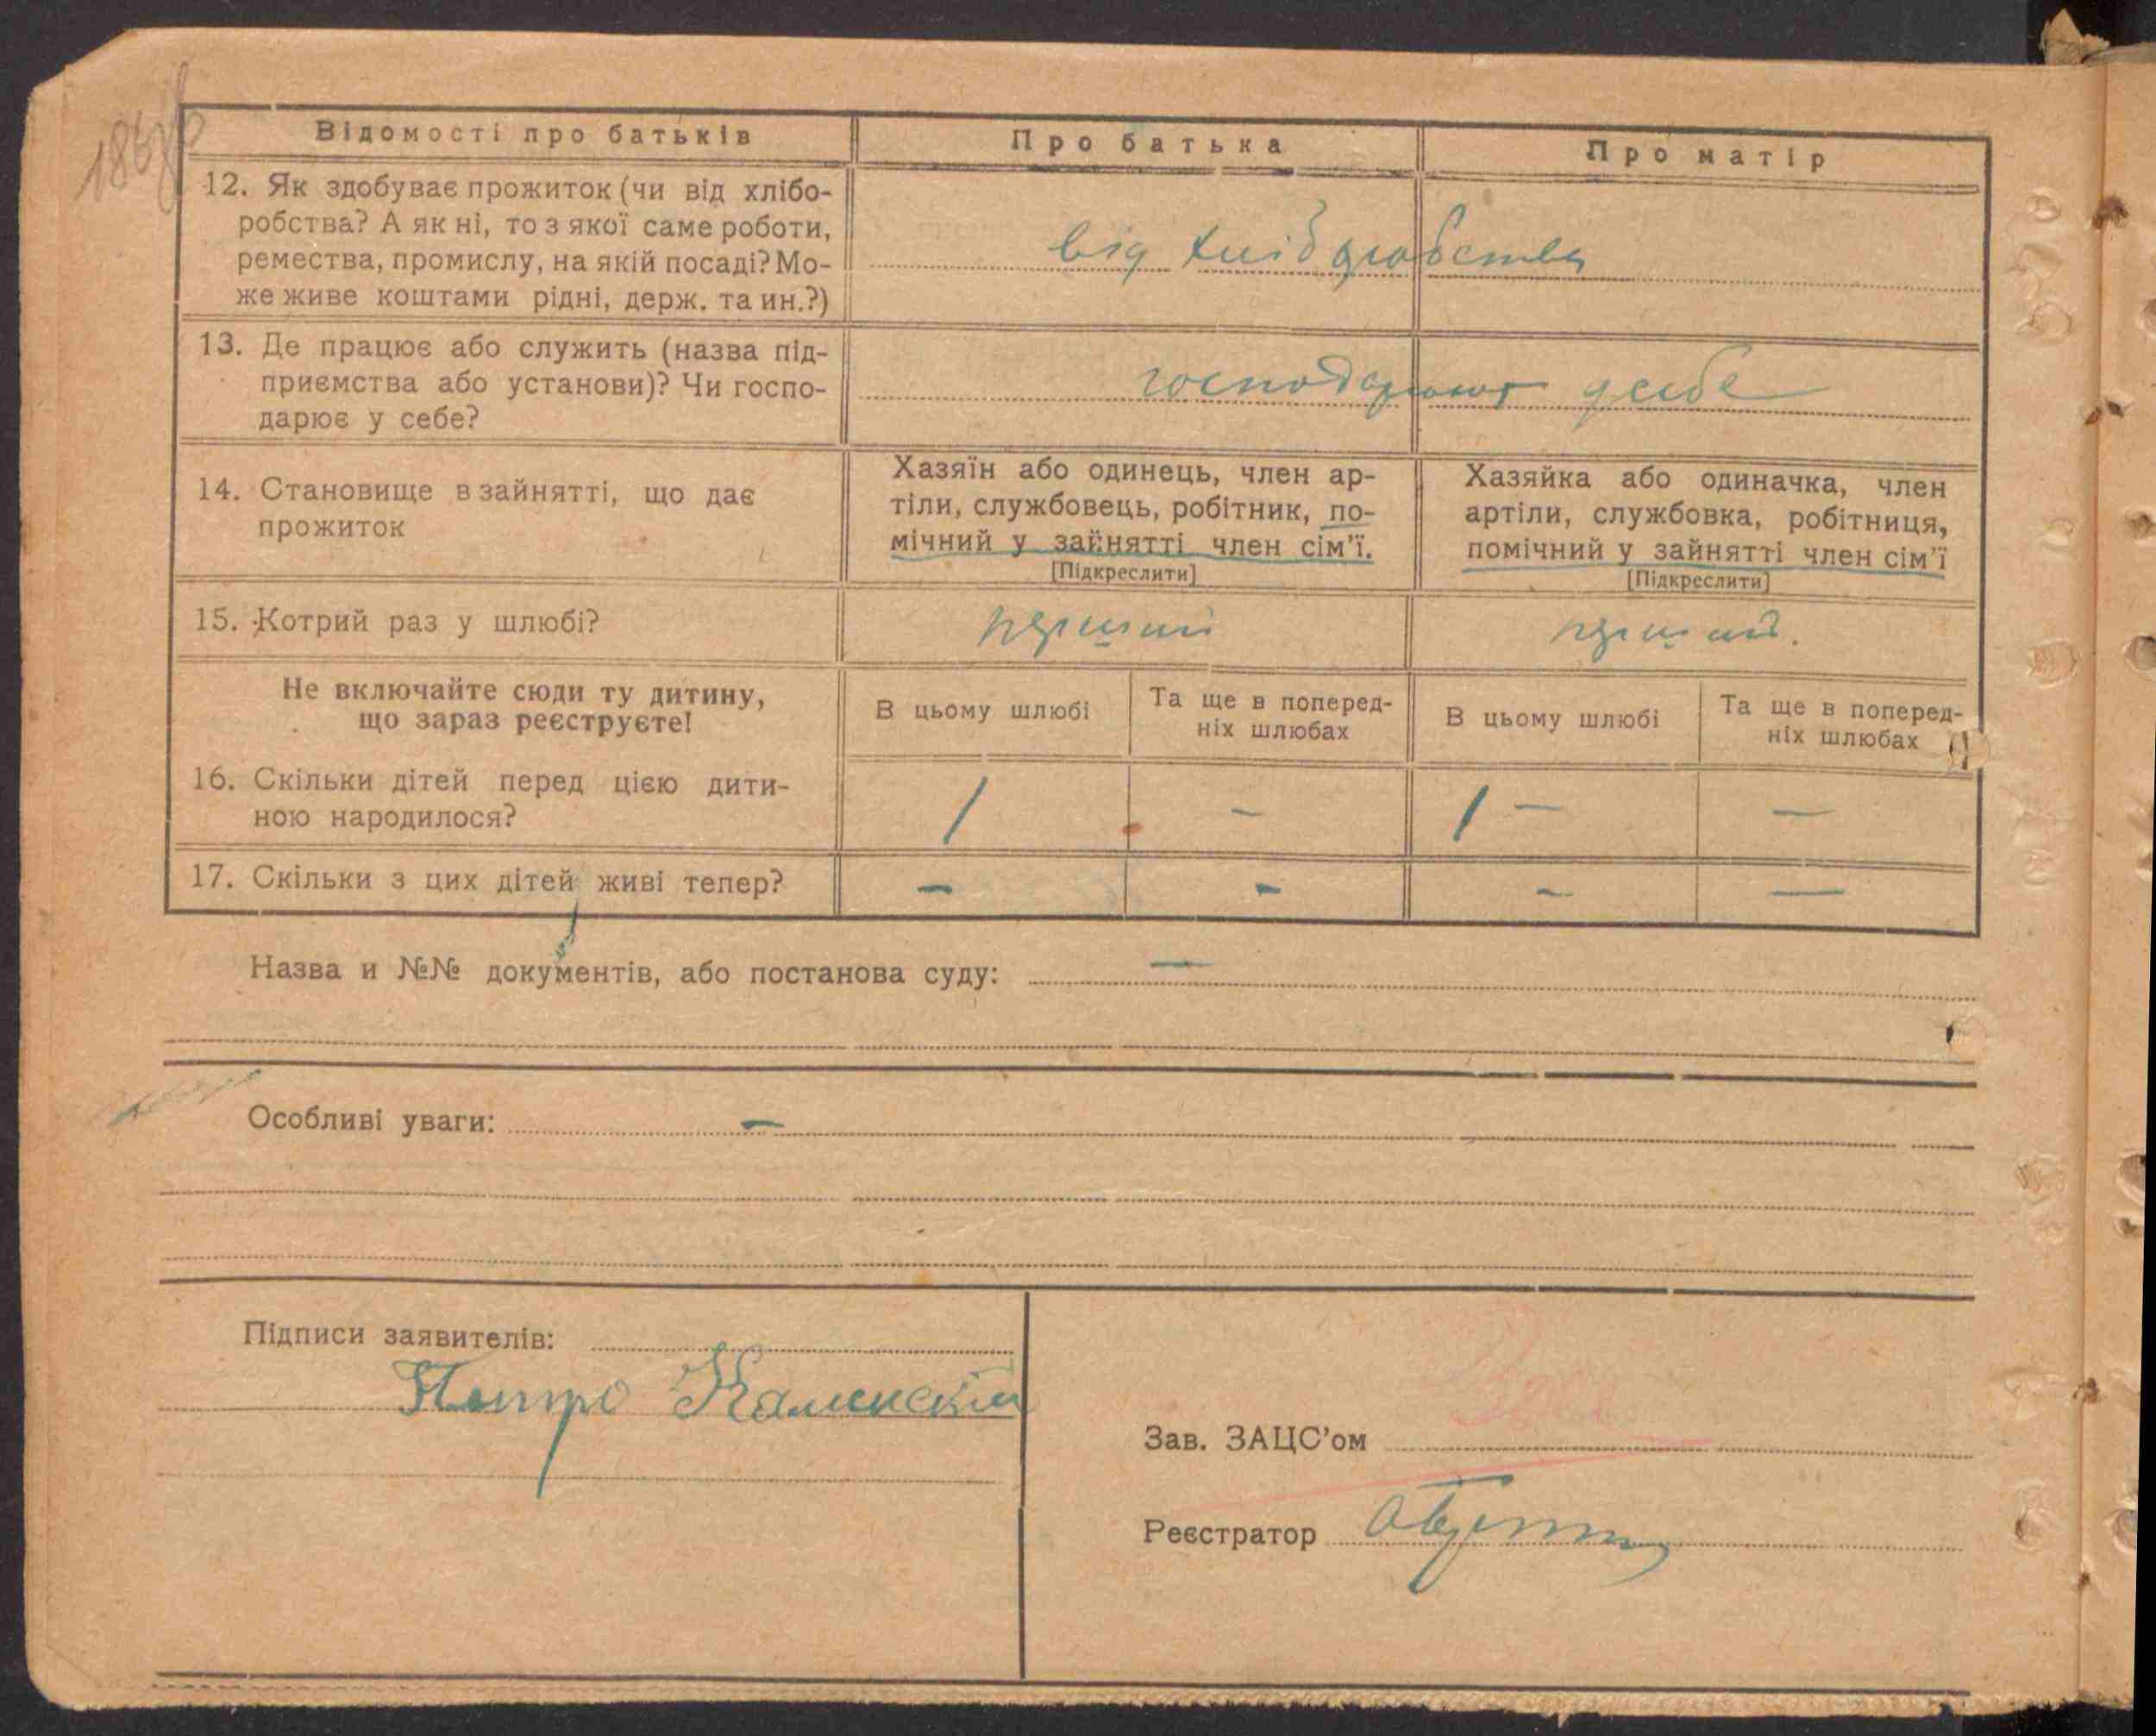 Відомості про батьків
Про батька
Про матір
12. Як здобуває прожиток (чи від хлібо-
робства? А як ні, то з якої саме роботи,
ремества, промислу, на якій посаді? Мо-
же живе коштами рідні, держ. та ин.?)
від хліборобства
13. Де працює або служить (назва під-
приємства або установи)? Чи госпо-
дарює у себе?
господарюют у себе
14. Становище в зайнятті, що дає
прожиток
Хазяїн або одинець, член ар-
тіли, службовець, робітник, по-
мічний у зайнятті член сім'ї.
[Підкреслити]
Хазяйка або одиначка, член
артіли, службовка, робітниця,
помічний у зайнятті член сім'ї
[Підкреслити]
15. Котрий раз у шлюбі?
перший
перший.
Не включайте сюди ту дитину,
що зараз реєструєте!
В цьому шлюбі
Та ще в поперед-
ніх шлюбах
В цьому шлюбі
Та ще в поперед-
ніх шлюбах
16. Скільки дітей перед цією дити-
ною народилося?
1 - 1 - -
17. Скільки з цих дітей живі тепер?
- - - -
Назва и №№ документів, або постанова суду: -
Особливі уваги: -
Підписи заявителів:
Петро Каминскій
Зав. ЗАЦС'ом
Реєстратор